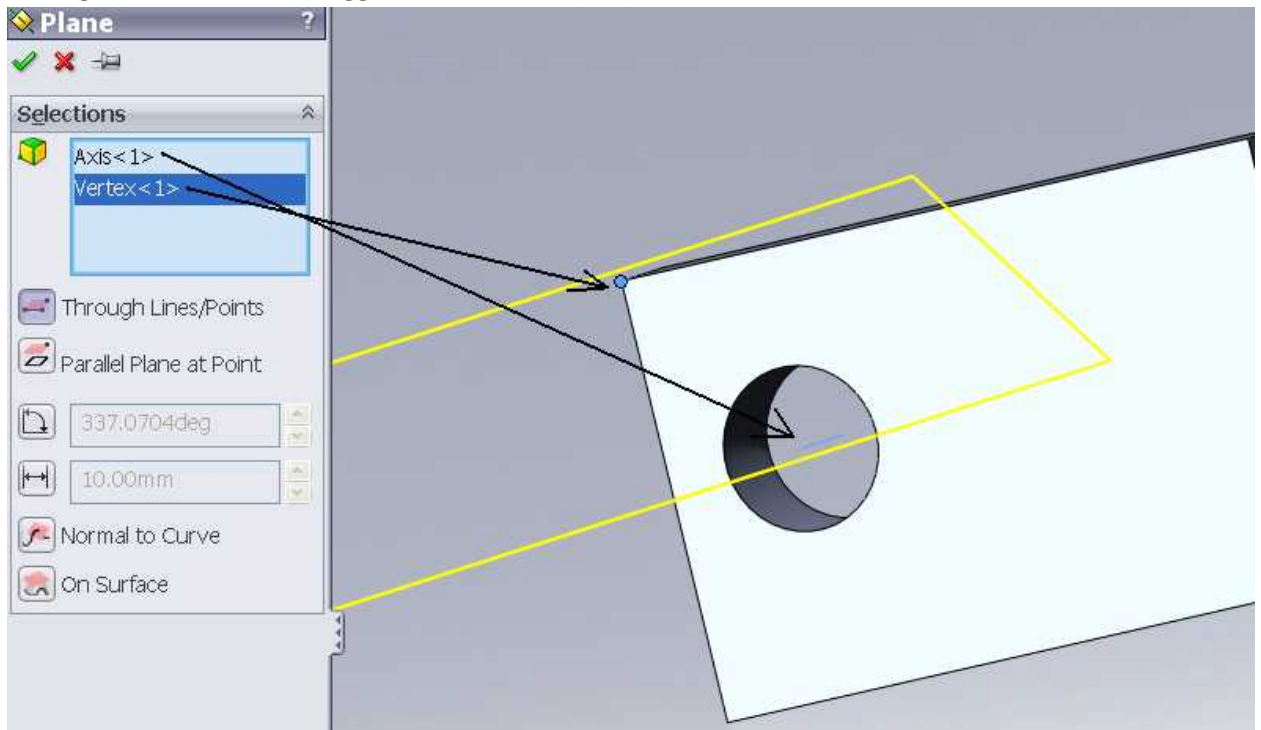 Plane ?
Selections
Axis<1>
Vertex<1>
Through Lines/Points
Parallel Plane at Point
337.0704deg
10.00mm
Normal to Curve
On Surface